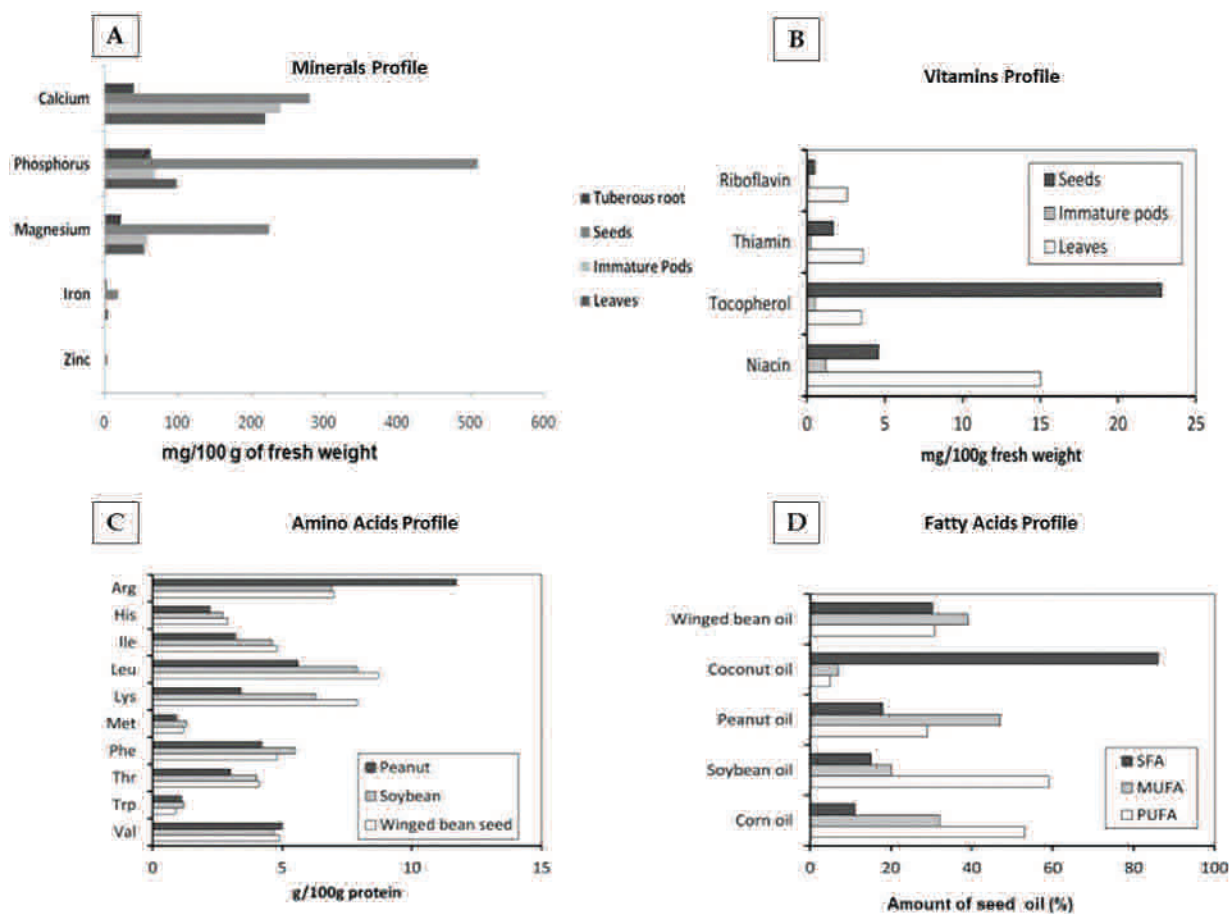 A
Minerals Profile
Calcium
Phosphorus
Magnesium
Iron
Zinc
0 100 200 300 400 500 600
mg/100 g of fresh weight
Tuberous root
Seeds
Immature Pods
Leaves
B
Vitamins Profile
Riboflavin
Thiamin
Tocopherol
Niacin
0 5 10 15 20 25
mg/100g fresh weight
Seeds
Immature pods
Leaves
C
Amino Acids Profile
Arg
His
Ile
Leu
Lys
Met
Phe
Thr
Trp
Val
0 5 10 15
g/100g protein
Peanut
Soybean
Winged bean seed
D
Fatty Acids Profile
Winged bean oil
Coconut oil
Peanut oil
Soybean oil
Corn oil
0 20 40 60 80 100
Amount of seed oil (%)
SFA
MUFA
PUFA